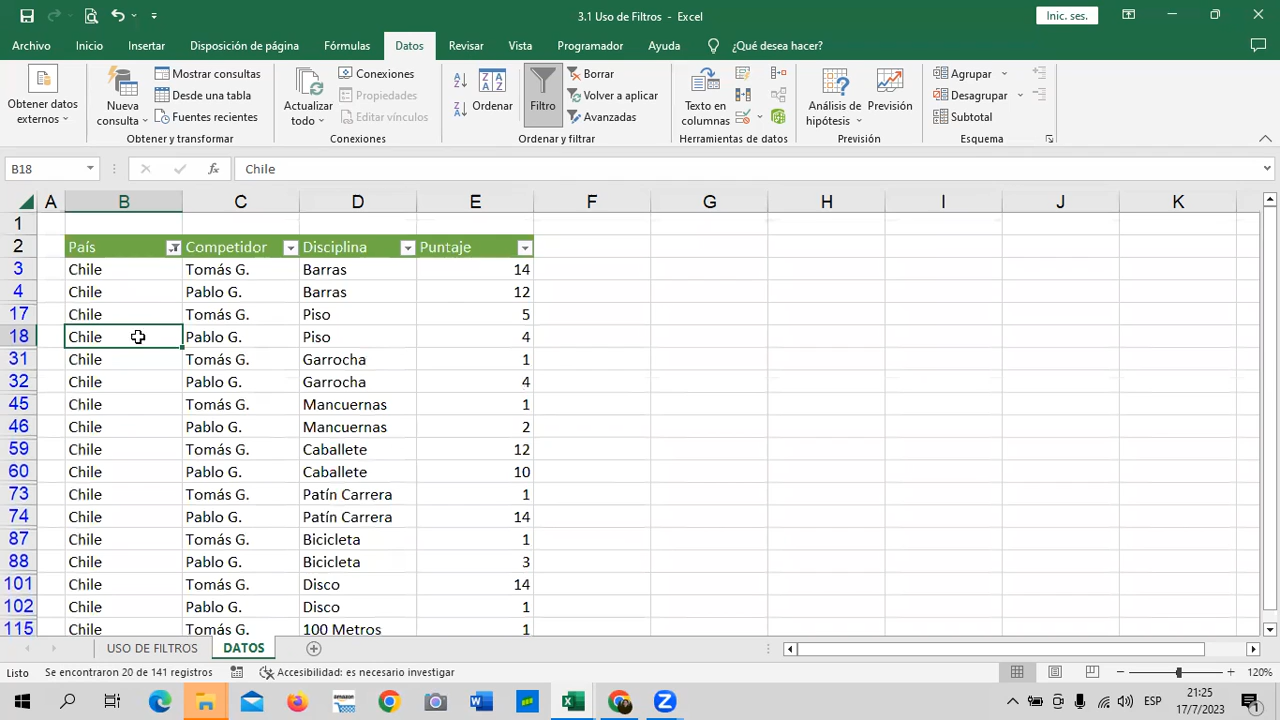 3.1 Uso de Filtros - Excel
Inic. ses.
Archivo Inicio Insertar Disposición de página Fórmulas Datos Revisar Vista Programador Ayuda ¿Qué desea hacer?
Obtener datos externos
Nueva consulta
Mostrar consultas
Desde una tabla
Fuentes recientes
Obtener y transformar
Actualizar todo
Conexiones
Propiedades
Editar vínculos
Conexiones
Ordenar
Filtro
Borrar
Volver a aplicar
Avanzadas
Ordenar y filtrar
Texto en columnas
Herramientas de datos
Análisis de hipótesis
Previsión
Previsión
Agrupar
Desagrupar
Subtotal
Esquema
B18 fx Chile
A B C D E F G H I J K
1
2 País Competidor Disciplina Puntaje
3 Chile Tomás G. Barras 14
4 Chile Pablo G. Barras 12
17 Chile Tomás G. Piso 5
18 Chile Pablo G. Piso 4
31 Chile Tomás G. Garrocha 1
32 Chile Pablo G. Garrocha 4
45 Chile Tomás G. Mancuernas 1
46 Chile Pablo G. Mancuernas 2
59 Chile Tomás G. Caballete 12
60 Chile Pablo G. Caballete 10
73 Chile Tomás G. Patín Carrera 1
74 Chile Pablo G. Patín Carrera 14
87 Chile Tomás G. Bicicleta 1
88 Chile Pablo G. Bicicleta 3
101 Chile Tomás G. Disco 14
102 Chile Pablo G. Disco 1
115 Chile Tomás G. 100 Metros 1
USO DE FILTROS DATOS
Listo Se encontraron 20 de 141 registros Accesibilidad: es necesario investigar 120%
ESP
21:25
17/7/2023